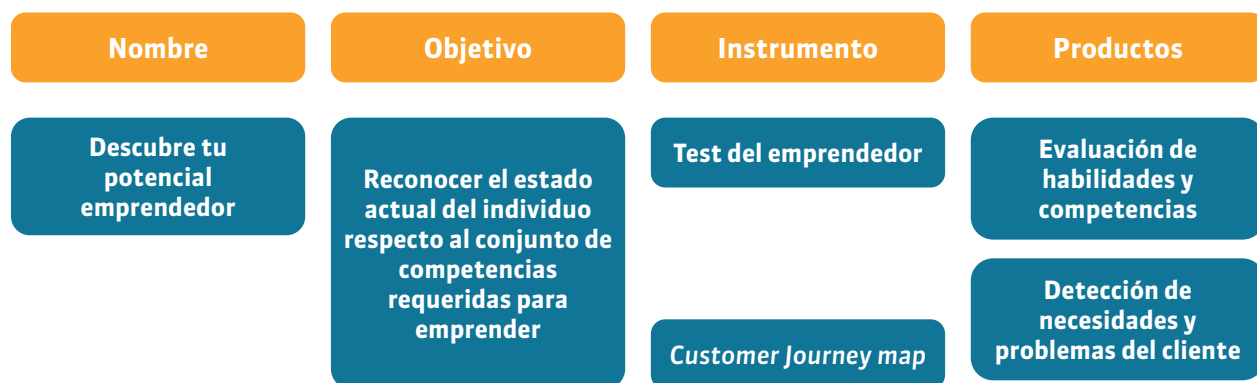 Nombre
Objetivo
Instrumento
Productos
Descubre tu
potencial
emprendedor
Reconocer el estado
actual del individuo
respecto al conjunto de
competencias
requeridas para
emprender
Test del emprendedor
Customer Journey map
Evaluación de
habilidades y
competencias
Detección de
necesidades y
problemas del cliente